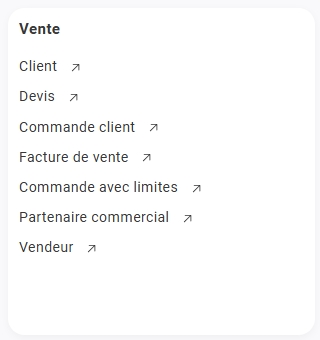 Vente
Client
Devis
Commande client
Facture de vente
Commande avec limites
Partenaire commercial
Vendeur